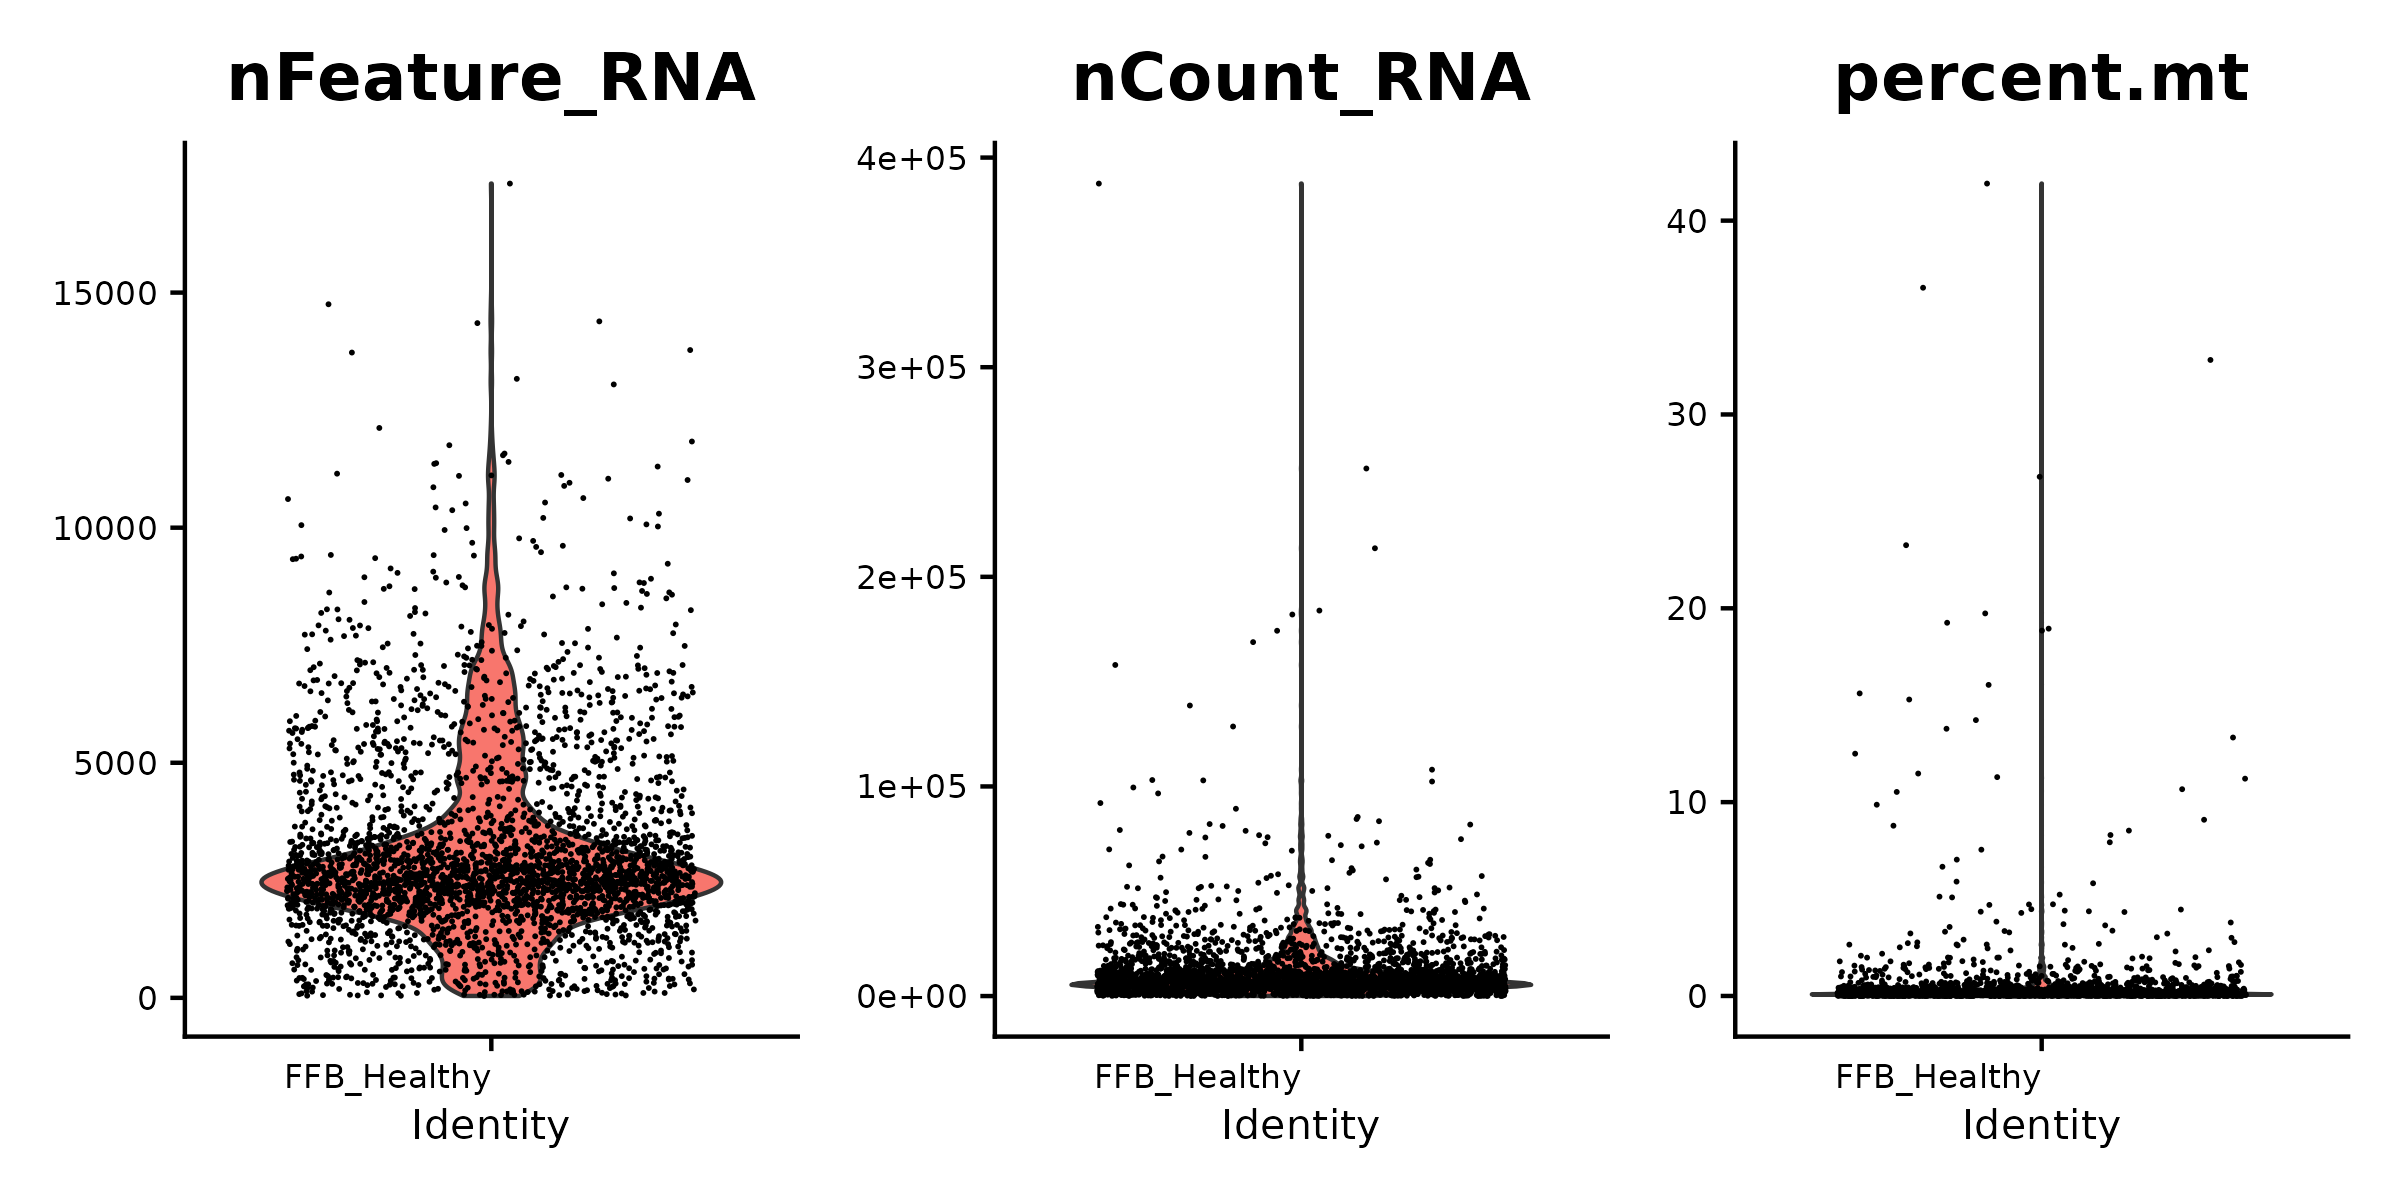 nFeature_RNA
15000
10000
5000
0
FFB_Healthy
Identity
nCount_RNA
4e+05
3e+05
2e+05
1e+05
0e+00
FFB_Healthy
Identity
percent.mt
40
30
20
10
0
FFB_Healthy
Identity